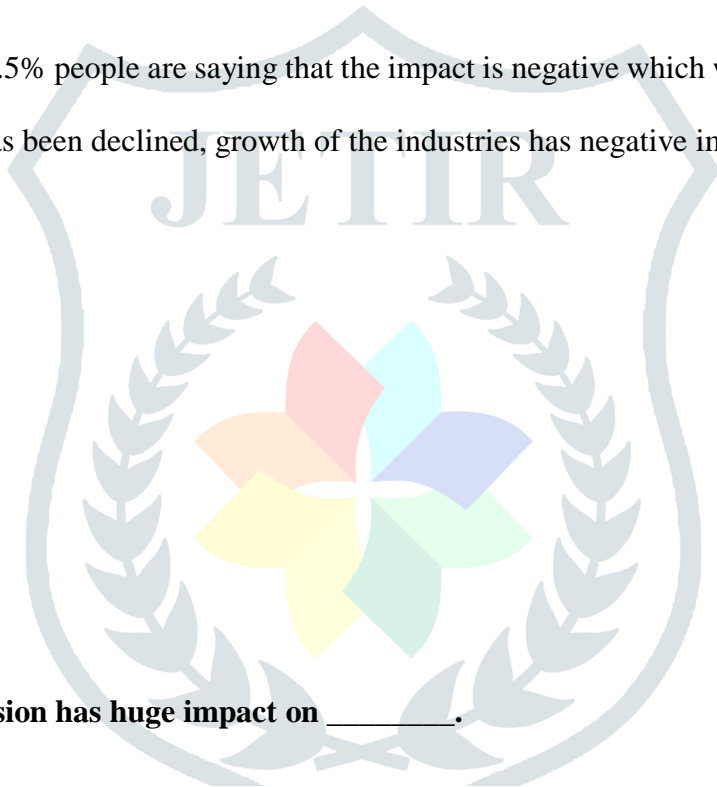 .5% people are saying that the impact is negative which
as been declined, growth of the industries has negative
JETIR
sion has huge impact on ________.